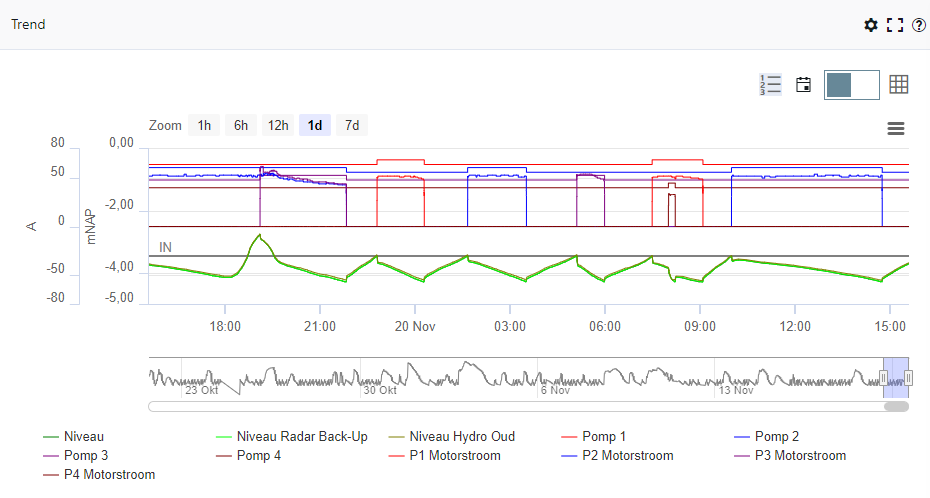 Trend
Zoom 1h 6h 12h 1d 7d
80 0,00
50
-2,00
0
A mNAP
IN
-4,00
-50
-80 -5,00
18:00 21:00 20 Nov 03:00 06:00 09:00 12:00 15:00
23 Okt 30 Okt 6 Nov 13 Nov
Niveau Niveau Radar Back-Up Niveau Hydro Oud Pomp 1 Pomp 2
Pomp 3 Pomp 4 P1 Motorstroom P2 Motorstroom P3 Motorstroom
P4 Motorstroom